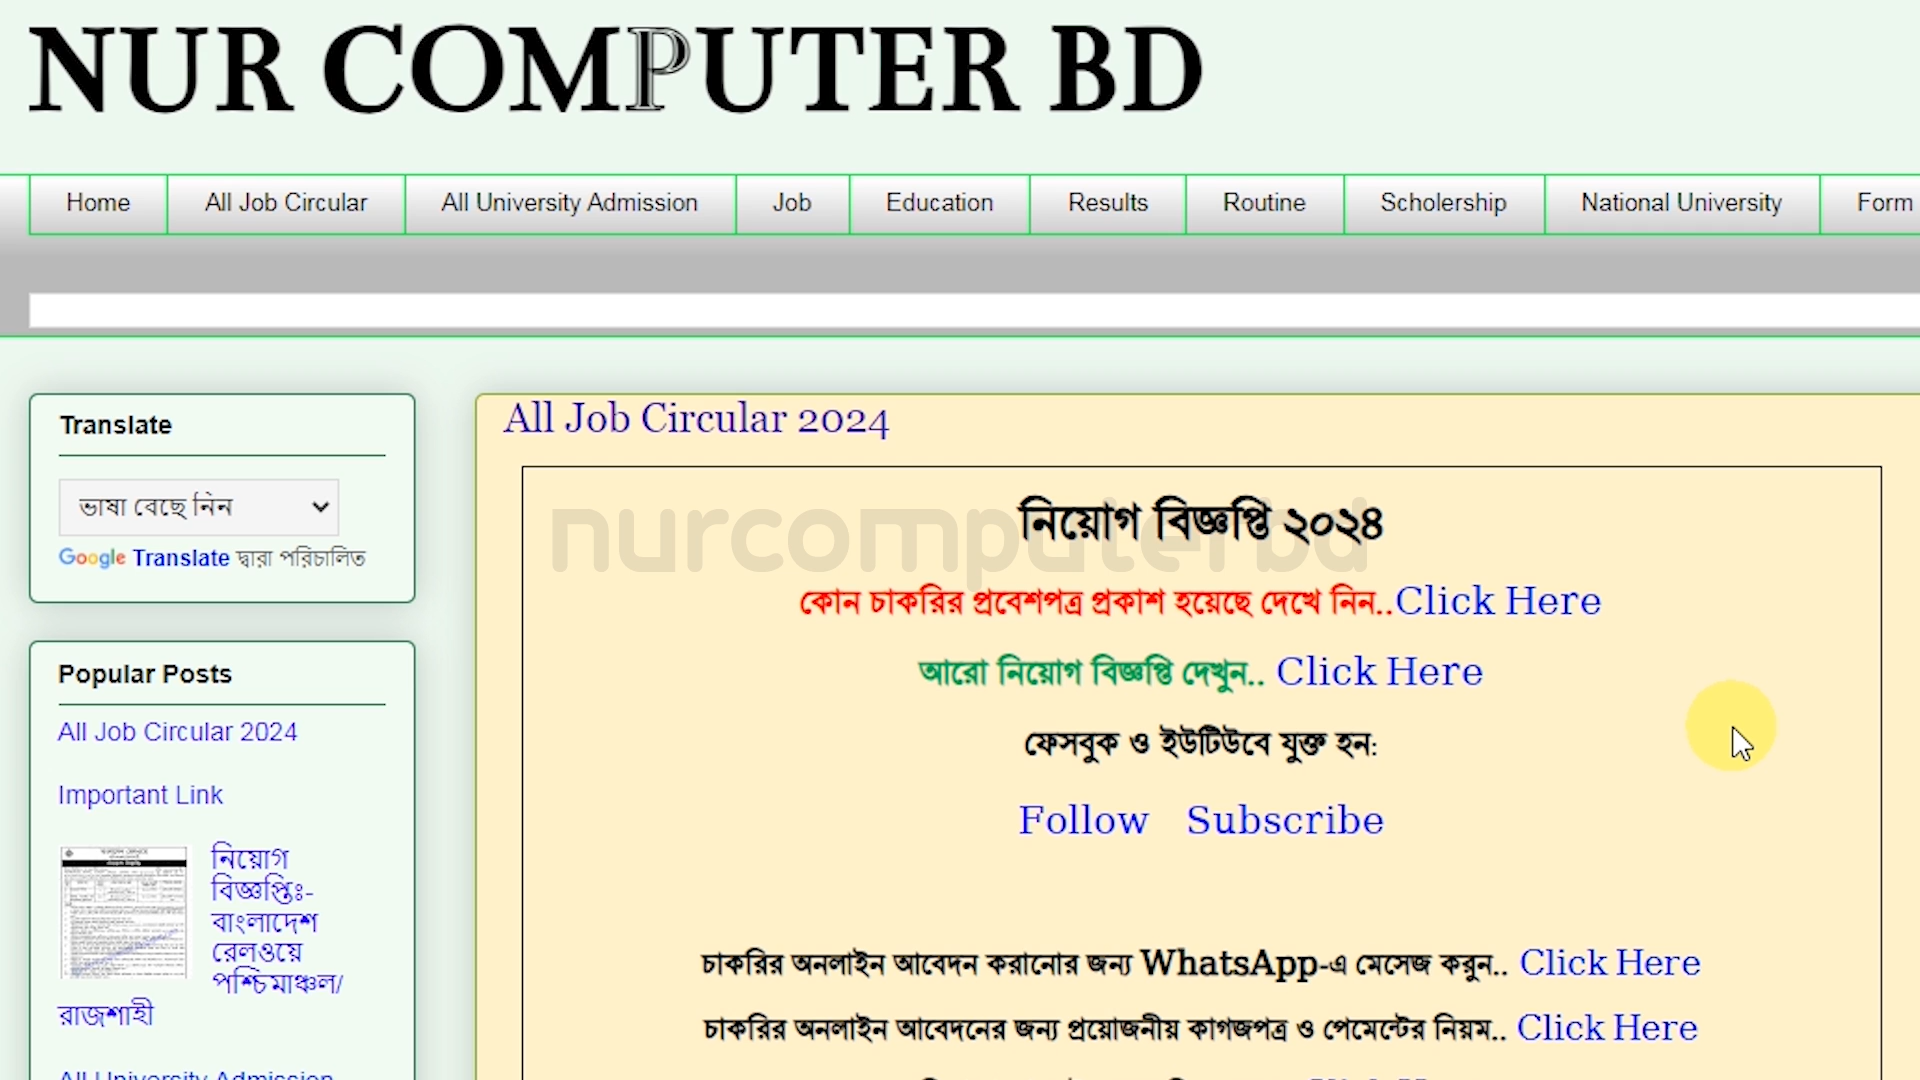 NUR COMPUTER BD
Home All Job Circular All University Admission Job Education Results Routine Scholership National University Form
Translate
ভাষা বেছে নিন
Google Translate দ্বারা পরিচালিত
Popular Posts
All Job Circular 2024
Important Link
নিয়োগ
বিজ্ঞপ্তিঃ-
বাংলাদেশ
রেলওয়ে
পশ্চিমাঞ্চল/
রাজশাহী
All University Admission
All Job Circular 2024
nurcomputerbd
নিয়োগ বিজ্ঞপ্তি ২০২৪
কোন চাকরির প্রবেশপত্র প্রকাশ হয়েছে দেখে নিন..Click Here
আরো নিয়োগ বিজ্ঞপ্তি দেখুন.. Click Here
ফেসবুক ও ইউটিউবে যুক্ত হন:
Follow Subscribe
চাকরির অনলাইন আবেদন করানোর জন্য WhatsApp-এ মেসেজ করুন.. Click Here
চাকরির অনলাইন আবেদনের জন্য প্রয়োজনীয় কাগজপত্র ও পেমেন্টের নিয়ম.. Click Here